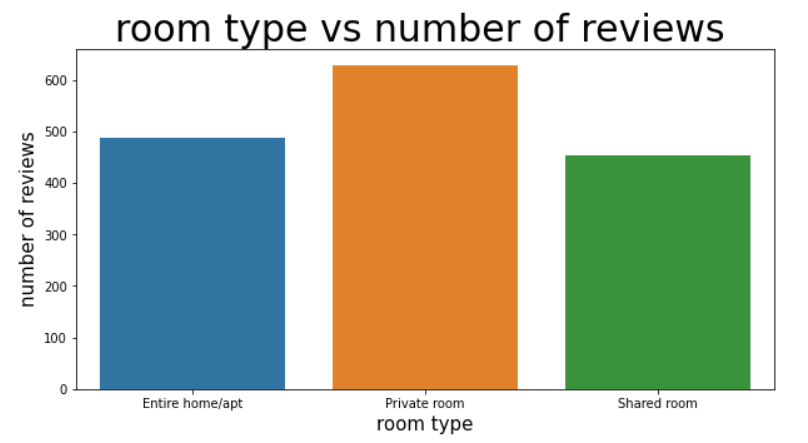 room type vs number of reviews
number of reviews
600
500
400
300
200
100
0
Entire home/apt Private room Shared room
room type